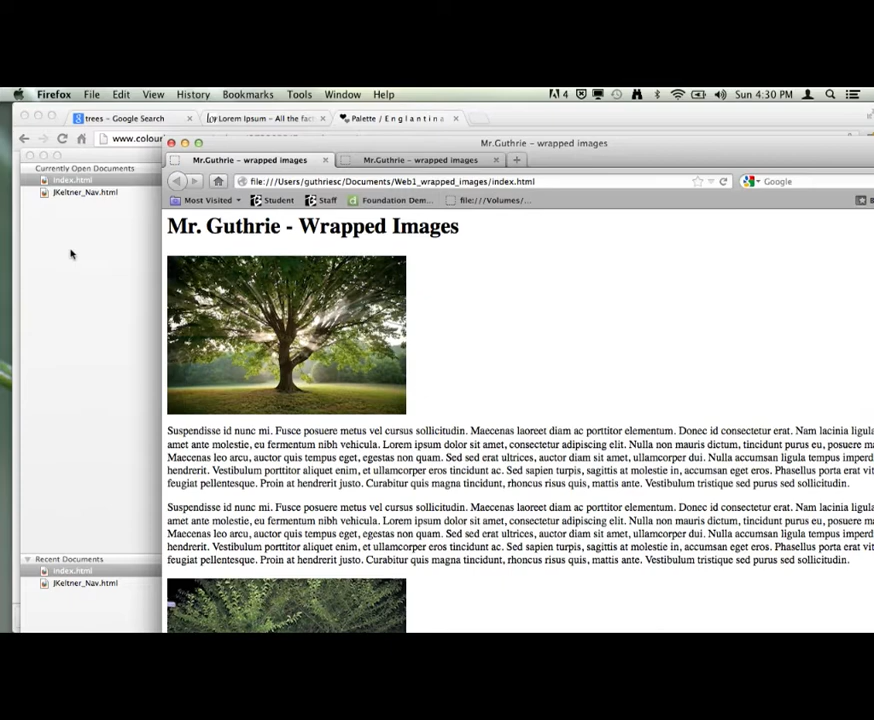 Firefox File Edit View History Bookmarks Tools Window Help 4 Sun 4:30 PM
trees - Google Search Lorem Ipsum - All the fac Palette / E n g l a n t i n a
www.colour
Mr.Guthrie - wrapped images
Currently Open Documents
Mr.Guthrie - wrapped images Mr.Guthrie - wrapped images
index.html
file:///Users/guthriesc/Documents/Web1_wrapped_images/index.html Google
JKeltner_Nav.html
Most Visited Student Staff Foundation Dem... file:///Volumes/...
Mr. Guthrie - Wrapped Images
Suspendisse id nunc mi. Fusce posuere metus vel cursus sollicitudin. Maecenas laoreet diam ac porttitor elementum. Donec id consectetur erat. Nam lacinia
amet ante molestie, eu fermentum nibh vehicula. Lorem ipsum dolor sit amet, consectetur adipiscing elit. Nulla non mauris dictum, tincidunt purus eu, posuere m
Maecenas leo arcu, auctor quis tempus eget, egestas non quam. Sed sed erat ultrices, ullamcorper dui. Nulla accumsan ligula tempus imperd
hendrerit. Vestibulum porttitor aliquet enim, et ullamcorper eros tincidunt ac. Sed sapien turpis, sagittis at molestie in, accumsan eget eros. Phasellus porta erat vit
feugiat pellentesque. Proin at hendrerit justo. Curabitur quis magna tincidunt, rhoncus risus quis, mattis ante. Vestibulum tristique sed purus sed sollicitudin.
Suspendisse id nunc mi. Fusce posuere metus vel cursus sollicitudin. Maecenas laoreet diam ac porttitor elementum. Donec id consectetur erat. Nam lacinia
amet ante molestie, eu fermentum nibh vehicula. Lorem ipsum dolor sit amet, consectetur adipiscing elit. Nulla non mauris dictum, tincidunt purus eu, posuere m
Maecenas leo arcu, auctor quis tempus eget, egestas non quam. Sed sed erat ultrices, ullamcorper dui. Nulla accumsan ligula tempus imperd
hendrerit. Vestibulum porttitor aliquet enim, et ullamcorper eros tincidunt ac. Sed sapien turpis, sagittis at molestie in, accumsan eget eros. Phasellus porta erat vit
Recent Documents
feugiat pellentesque. Proin at hendrerit justo. Curabitur quis magna tincidunt, rhoncus risus quis, mattis ante. Vestibulum tristique sed purus sed sollicitudin.
index.html
JKeltner_Nav.html